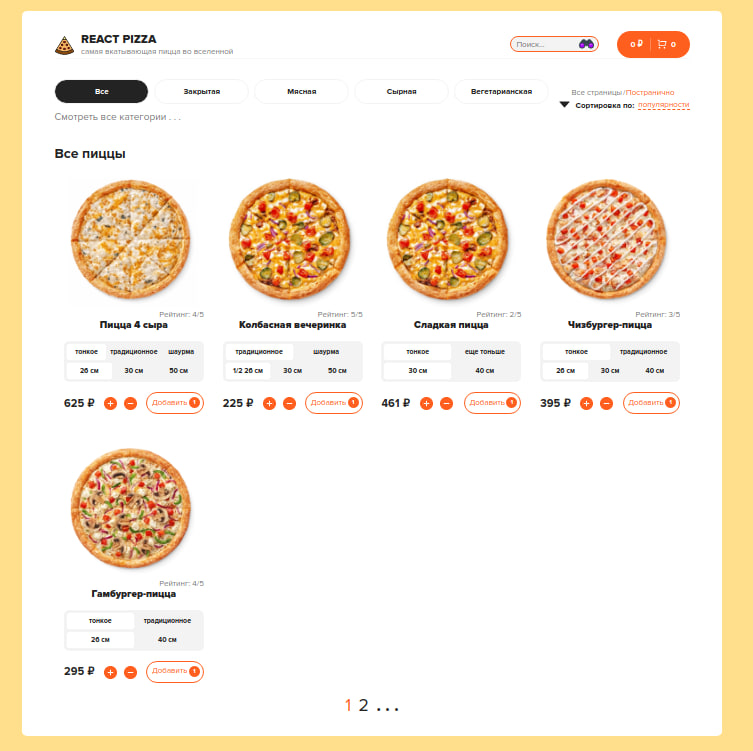 REACT PIZZA
самая вкатывающая пицца во вселенной
Поиск...
0 ₽ 0
Все Закрытая Мясная Сырная Вегетарианская
Все страницы/Постранично
Сортировка по: популярности
Смотреть все категории . . .
Все пиццы
Рейтинг: 4/5 Рейтинг: 5/5 Рейтинг: 2/5 Рейтинг: 3/5
Пицца 4 сыра Колбасная вечеринка Сладкая пицца Чизбургер-пицца
тонкое традиционное шаурма традиционное шаурма тонкое еще тоньше тонкое традиционное
26 см 30 см 50 см 1/2 26 см 30 см 50 см 30 см 40 см 26 см 30 см 40 см
625 ₽ + − Добавить 1 225 ₽ + − Добавить 1 461 ₽ + − Добавить 1 395 ₽ + − Добавить 1
Рейтинг: 4/5
Гамбургер-пицца
тонкое традиционное
26 см 40 см
295 ₽ + − Добавить 1
1 2 . . .